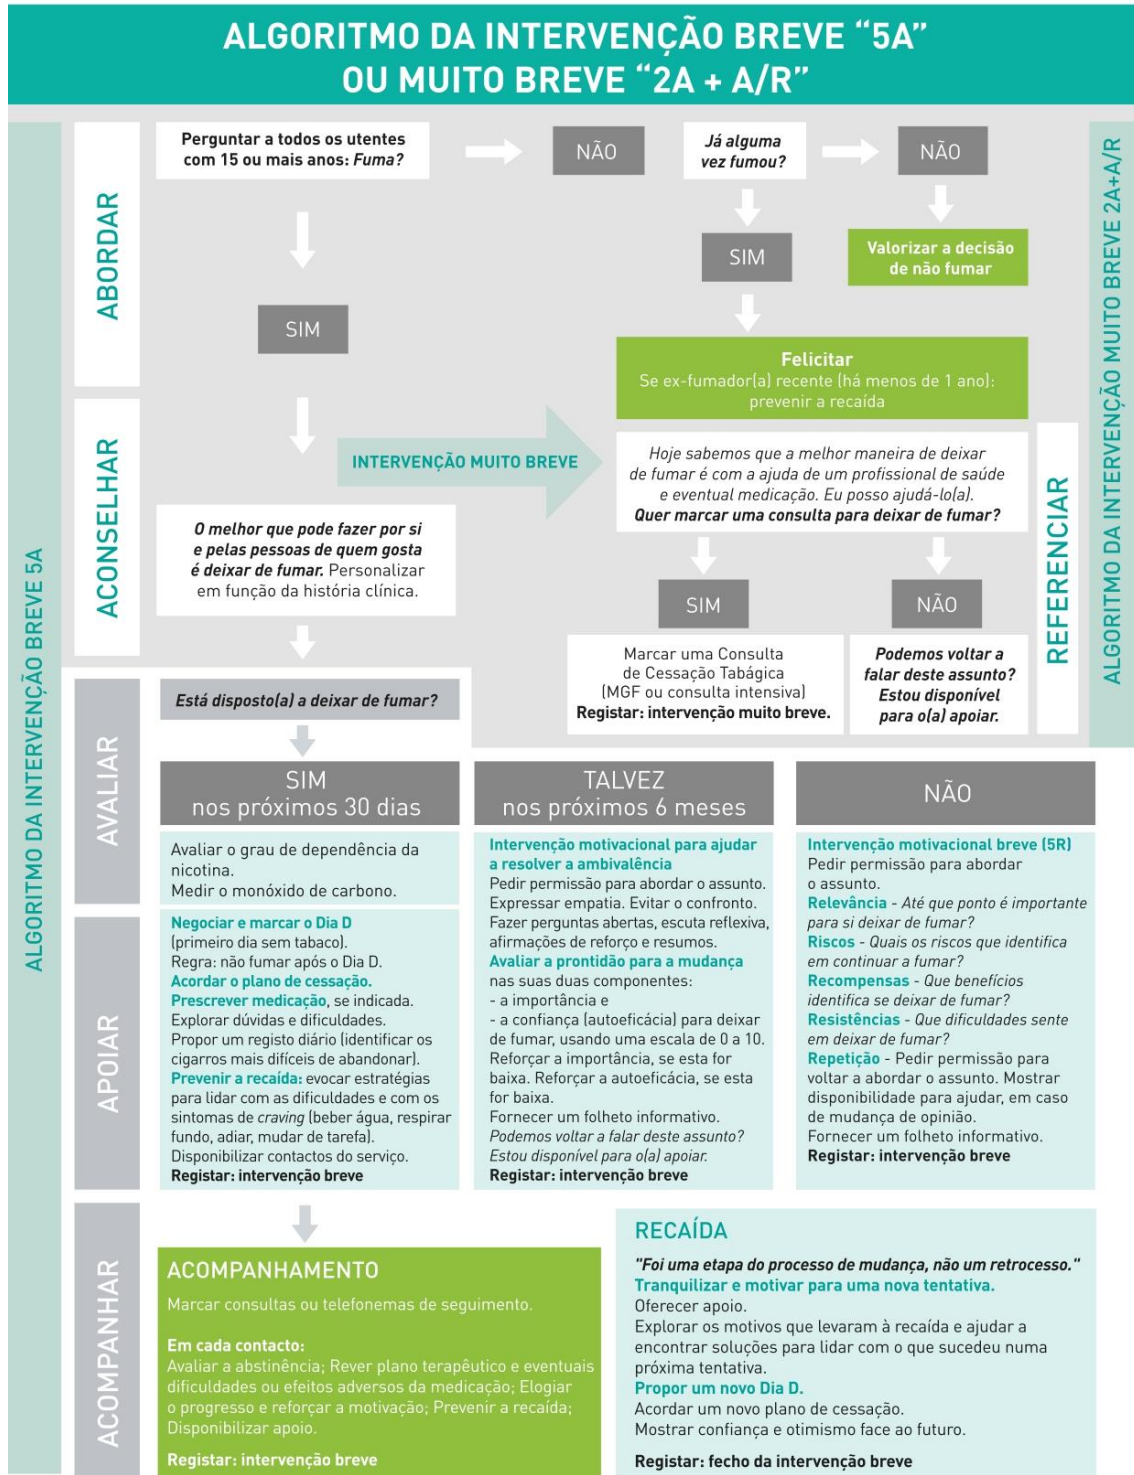 ALGORITMO DA INTERVENÇÃO BREVE “5A”
OU MUITO BREVE “2A + A/R”
ALGORITMO DA INTERVENÇÃO BREVE 5A
ALGORITMO DA INTERVENÇÃO MUITO BREVE 2A+A/R
ABORDAR
Perguntar a todos os utentes
com 15 ou mais anos: Fuma?
NÃO
Já alguma
vez fumou?
NÃO
SIM
Valorizar a decisão
de não fumar
SIM
Felicitar
Se ex-fumador(a) recente (há menos de 1 ano):
prevenir a recaída
ACONSELHAR
INTERVENÇÃO MUITO BREVE
O melhor que pode fazer por si
e pelas pessoas de quem gosta
é deixar de fumar. Personalizar
em função da história clínica.
REFERENCIAR
Hoje sabemos que a melhor maneira de deixar
de fumar é com a ajuda de um profissional de saúde
e eventual medicação. Eu posso ajudá-lo(a).
Quer marcar uma consulta para deixar de fumar?
SIM
NÃO
Marcar uma Consulta
de Cessação Tabágica
(MGF ou consulta intensiva)
Registar: intervenção muito breve.
Podemos voltar a
falar deste assunto?
Estou disponível
para o(a) apoiar.
AVALIAR
Está disposto(a) a deixar de fumar?
SIM
nos próximos 30 dias
TALVEZ
nos próximos 6 meses
NÃO
Avaliar o grau de dependência da
nicotina.
Medir o monóxido de carbono.
APOIAR
Negociar e marcar o Dia D
(primeiro dia sem tabaco).
Regra: não fumar após o Dia D.
Acordar o plano de cessação.
Prescrever medicação, se indicada.
Explorar dúvidas e dificuldades.
Propor um registo diário (identificar os
cigarros mais difíceis de abandonar).
Prevenir a recaída: evocar estratégias
para lidar com as dificuldades e com os
sintomas de craving (beber água, respirar
fundo, adiar, mudar de tarefa).
Disponibilizar contactos do serviço.
Registar: intervenção breve
Intervenção motivacional para ajudar
a resolver a ambivalência
Pedir permissão para abordar o assunto.
Expressar empatia. Evitar o confronto.
Fazer perguntas abertas, escuta reflexiva,
afirmações de reforço e resumos.
Avaliar a prontidão para a mudança
nas suas duas componentes:
- a importância e
- a confiança (autoeficácia) para deixar
de fumar, usando uma escala de 0 a 10.
Reforçar a importância, se esta for
baixa. Reforçar a autoeficácia, se esta
for baixa.
Fornecer um folheto informativo.
Podemos voltar a falar deste assunto?
Estou disponível para o(a) apoiar.
Registar: intervenção breve
Intervenção motivacional breve (5R)
Pedir permissão para abordar
o assunto.
Relevância - Até que ponto é importante
para si deixar de fumar?
Riscos - Quais os riscos que identifica
em continuar a fumar?
Recompensas - Que benefícios
identifica se deixar de fumar?
Resistências - Que dificuldades sente
em deixar de fumar?
Repetição - Pedir permissão para
voltar a abordar o assunto. Mostrar
disponibilidade para ajudar, em caso
de mudança de opinião.
Fornecer um folheto informativo.
Registar: intervenção breve
ACOMPANHAR
ACOMPANHAMENTO
Marcar consultas ou telefonemas de seguimento.
Em cada contacto:
Avaliar a abstinência; Rever plano terapêutico e eventuais
dificuldades ou efeitos adversos da medicação; Elogiar
o progresso e reforçar a motivação; Prevenir a recaída;
Disponibilizar apoio.
Registar: intervenção breve
RECAÍDA
"Foi uma etapa do processo de mudança, não um retrocesso."
Tranquilizar e motivar para uma nova tentativa.
Oferecer apoio.
Explorar os motivos que levaram à recaída e ajudar a
encontrar soluções para lidar com o que sucedeu numa
próxima tentativa.
Propor um novo Dia D.
Acordar um novo plano de cessação.
Mostrar confiança e otimismo face ao futuro.
Registar: fecho da intervenção breve